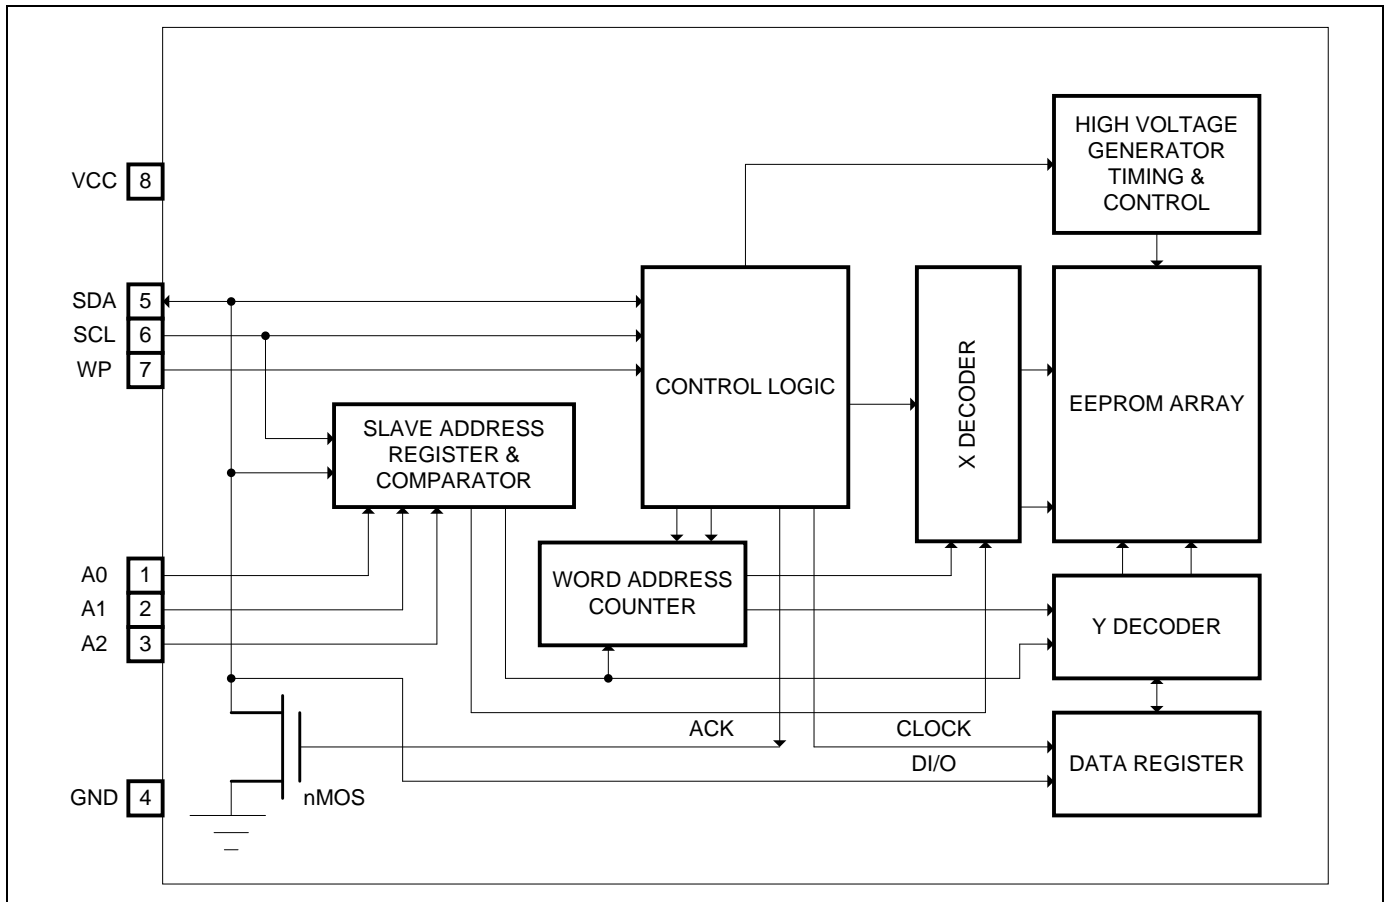 HIGH VOLTAGE
GENERATOR
TIMING &
CONTROL
VCC 8
SDA 5
SCL 6
WP 7
CONTROL LOGIC
X DECODER
EEPROM ARRAY
SLAVE ADDRESS
REGISTER &
COMPARATOR
A0 1
A1 2
A2 3
WORD ADDRESS
COUNTER
Y DECODER
ACK
CLOCK
DI/O
DATA REGISTER
GND 4
nMOS